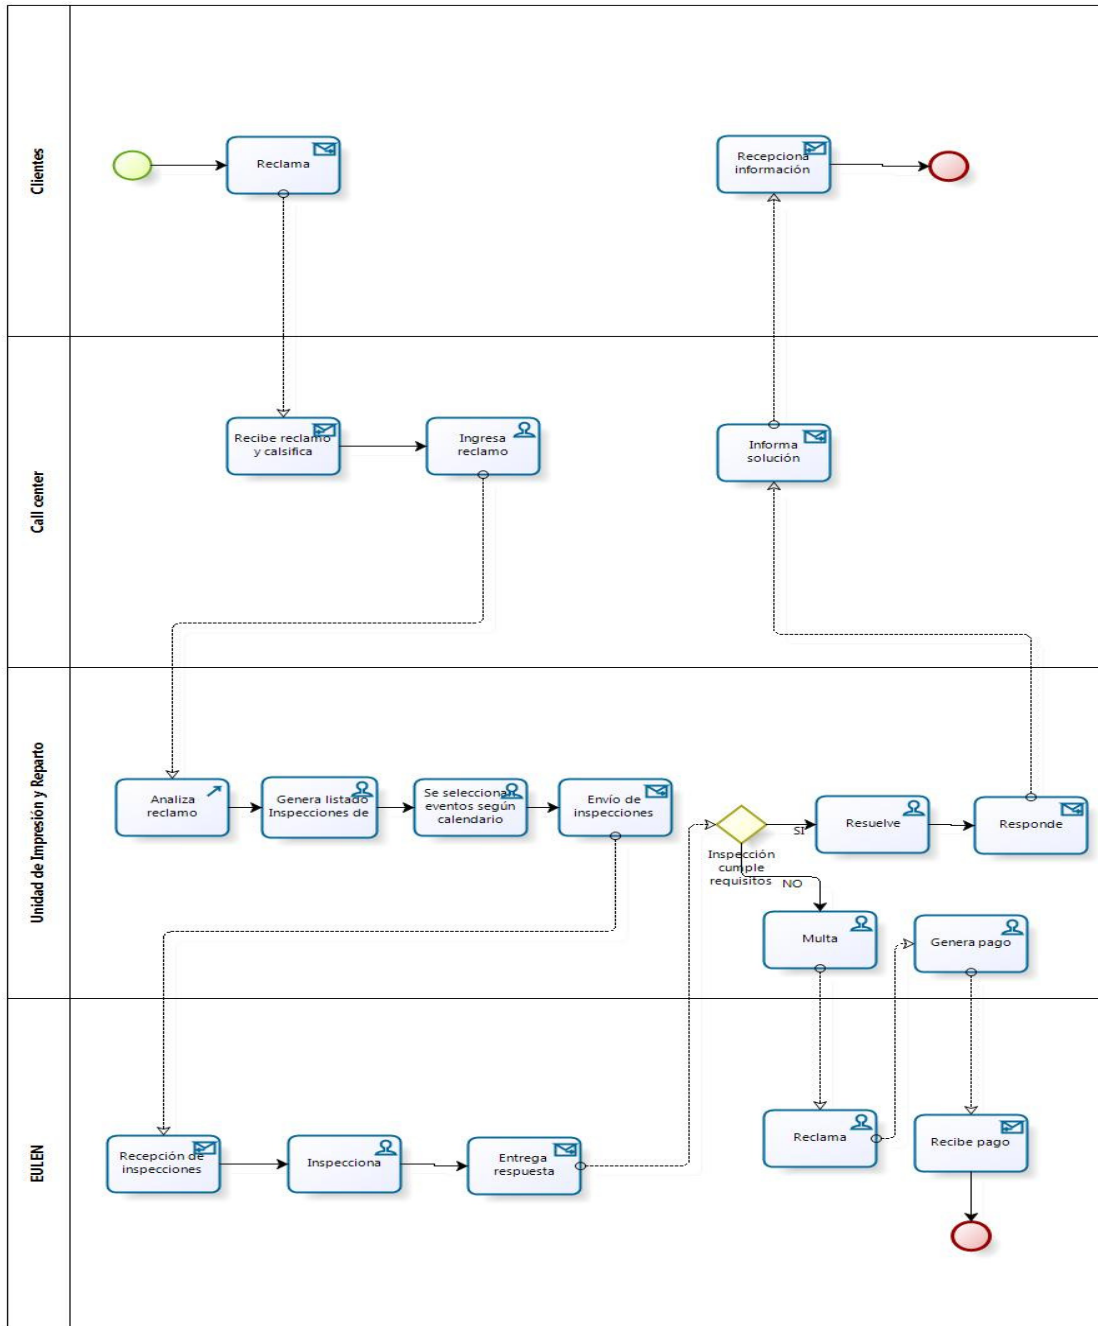 Clientes
Reclama
Recepciona
información
Call center
Recibe reclamo
y calsifica
Ingresa
reclamo
Informa
solución
Unidad de Impresión y Reparto
Analiza
reclamo
Genera listado
Inspecciones de
Se seleccionan
eventos según
calendario
Envío de
inspecciones
Inspección
cumple
requisitos
SI
NO
Resuelve
Responde
Multa
Genera pago
EULEN
Recepción de
inspecciones
Inspecciona
Entrega
respuesta
Reclama
Recibe pago